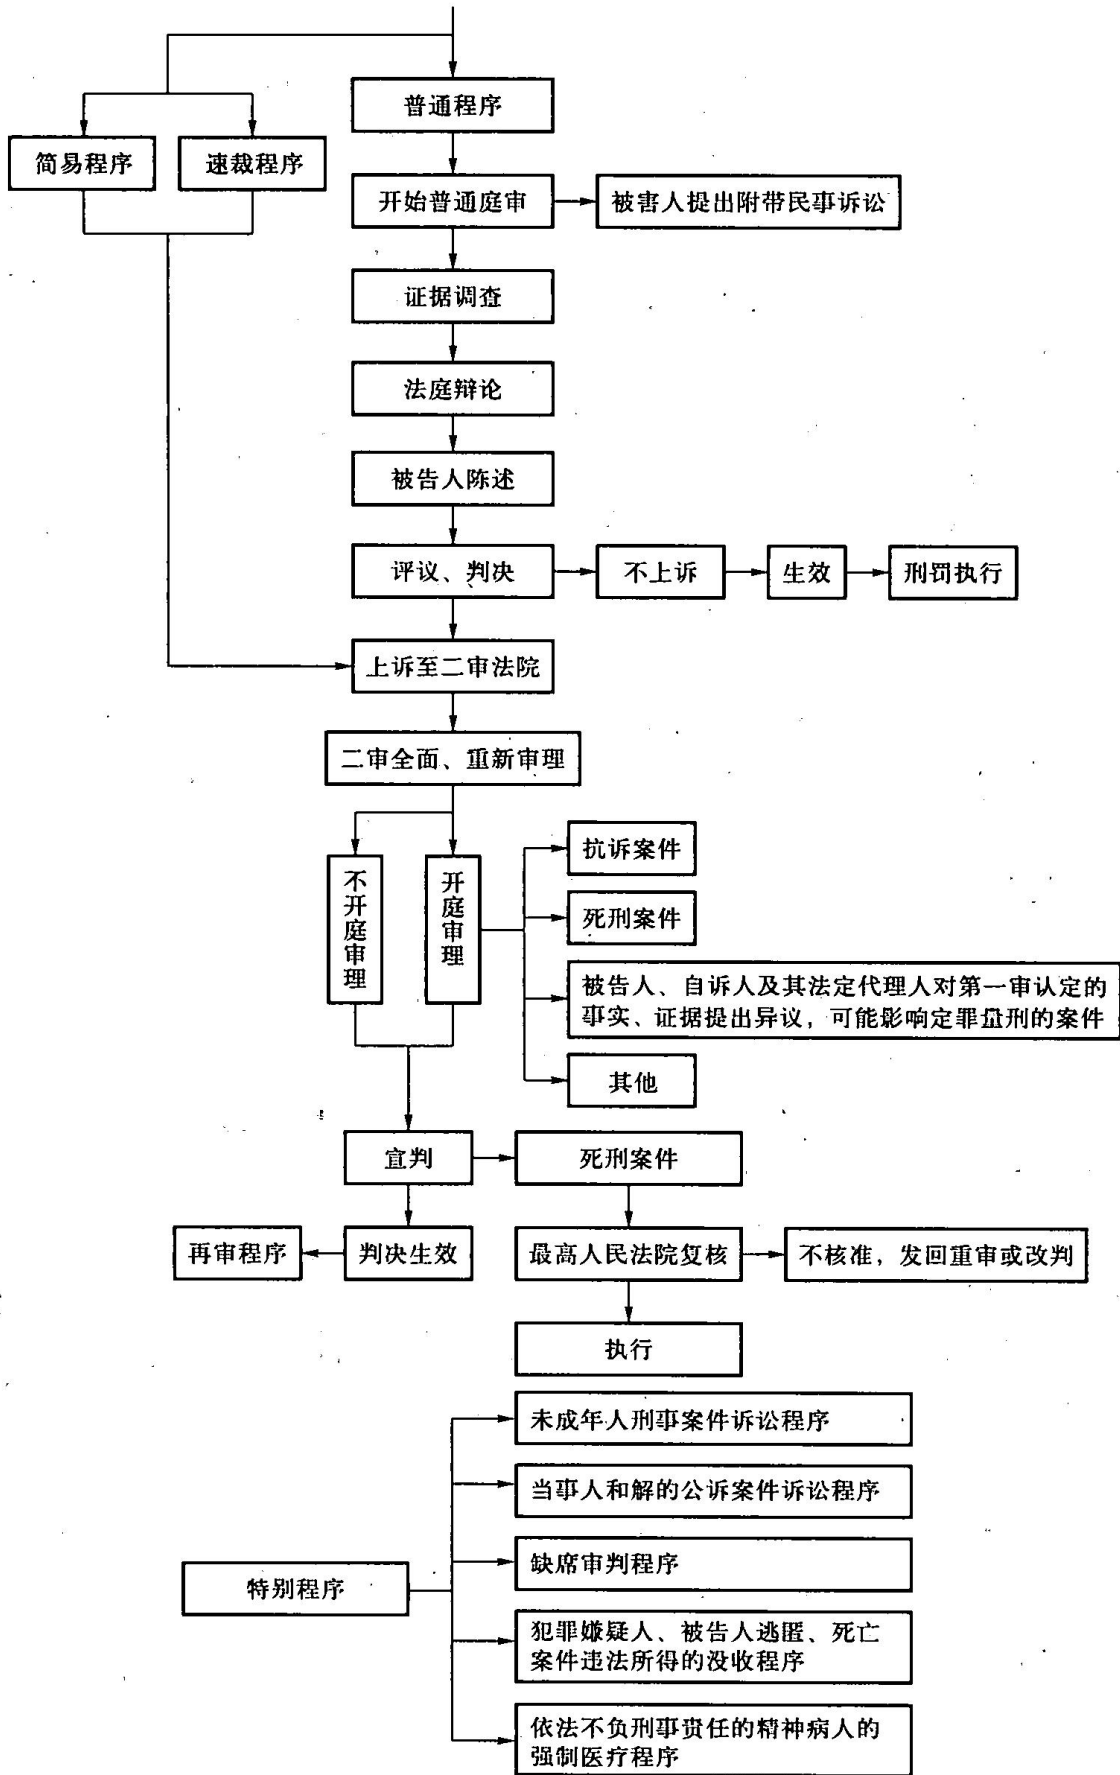 普通程序
简易程序
速裁程序
开始普通庭审
被害人提出附带民事诉讼
证据调查
法庭辩论
被告人陈述
评议、判决
不上诉
生效
刑罚执行
上诉至二审法院
二审全面、重新审理
不开庭审理
开庭审理
抗诉案件
死刑案件
被告人、自诉人及其法定代理人对第一审认定的
事实、证据提出异议，可能影响定罪量刑的案件
其他
宣判
死刑案件
再审程序
判决生效
最高人民法院复核
不核准，发回重审或改判
执行
未成年人刑事案件诉讼程序
当事人和解的公诉案件诉讼程序
缺席审判程序
特别程序
犯罪嫌疑人、被告人逃匿、死亡
案件违法所得的没收程序
依法不负刑事责任的精神病人的
强制医疗程序